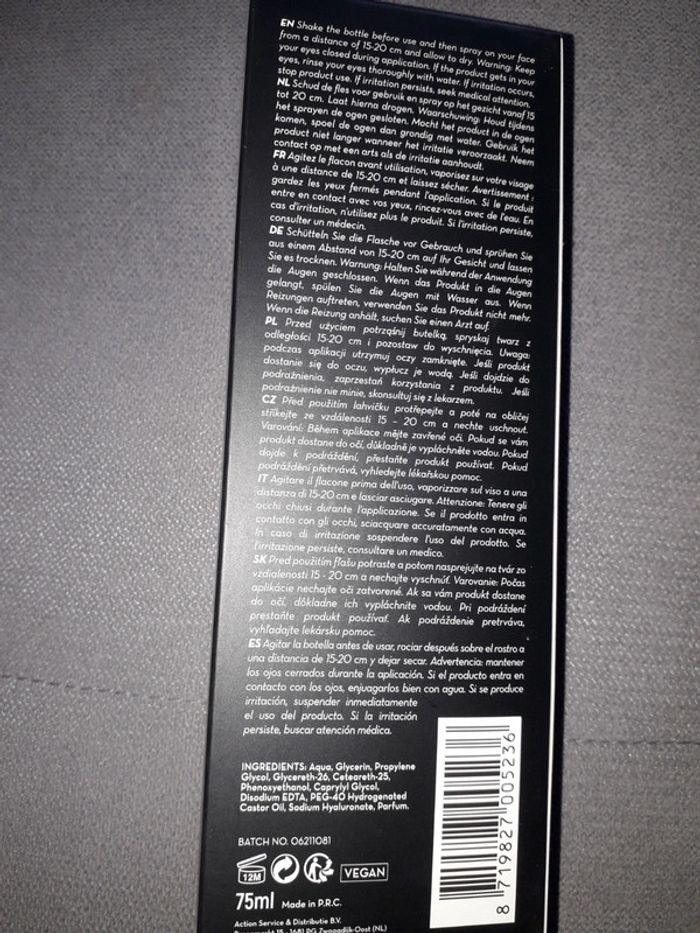 EN Shake the bottle before use and then spray on your face
from a distance of 15-20 cm and allow to dry. Warning: Keep
your eyes closed during application. If the product gets in your
eyes, rinse your eyes thoroughly with water. If irritation occurs,
stop product use. If irritation persists, seek medical attention.
NL Schud de fles voor gebruik en spray op het gezicht vanaf 15
tot 20 cm. Laat hierna drogen. Waarschuwing: Houd tijdens
het sprayen de ogen gesloten. Mocht het product in de ogen
komen, spoel de ogen dan grondig met water. Gebruik het
product niet langer wanneer het irritatie veroorzaakt. Neem
contact op met een arts als de irritatie aanhoudt.
FR Agitez le flacon avant utilisation, vaporisez sur votre visage
à une distance de 15-20 cm et laissez sécher. Avertissement :
gardez les yeux fermés pendant l'application. Si le produit
entre en contact avec vos yeux, rincez-vous avec de l'eau. En
cas d'irritation, n'utilisez plus le produit. Si l'irritation persiste,
consulter un médecin.
DE Schütteln Sie die Flasche vor Gebrauch und sprühen Sie
aus einem Abstand von 15-20 cm auf Ihr Gesicht und lassen
Sie es trocknen. Warnung: Halten Sie während der Anwendung
die Augen geschlossen. Wenn das Produkt in die Augen
gelangt, spülen Sie die Augen mit Wasser aus. Wenn
Reizungen auftreten, verwenden Sie das Produkt nicht mehr.
Wenn die Reizung anhält, suchen Sie einen Arzt auf.
PL Przed użyciem potrząśnij butelką, spryskaj twarz z
odległości 15-20 cm i pozostaw do wyschnięcia. Uwaga:
podczas aplikacji utrzymuj oczy zamknięte. Jeśli produkt
dostanie się do oczu, wypłucz je wodą. Jeśli dojdzie do
podrażnienia, zaprzestań korzystania z produktu. Jeśli
podrażnienie nie minie, skonsultuj się z lekarzem.
CZ Před použitím lahvičku protřepejte a poté na obličej
stříkejte ze vzdálenosti 15 - 20 cm a nechte uschnout.
Varování: Během aplikace mějte zavřené oči. Pokud se vám
produkt dostane do očí, důkladně je vypláchněte vodou. Pokud
dojde k podráždění, přestaňte produkt používat. Pokud
podráždění přetrvává, vyhledejte lékařskou pomoc.
IT Agitare il flacone prima dell'uso, vaporizzare sul viso a una
distanza di 15-20 cm e lasciar asciugare. Attenzione: Tenere gli
occhi chiusi durante l'applicazione. Se il prodotto entra in
contatto con gli occhi, sciacquare accuratamente con acqua.
In caso di irritazione sospendere l'uso del prodotto. Se
l'irritazione persiste, consultare un medico.
SK Pred použitím fľašu potraste a potom nasprejujte na tvár zo
vzdialenosti 15 - 20 cm a nechajte vyschnúť. Varovanie: Počas
aplikácie nechajte oči zatvorené. Ak sa vám produkt dostane
do očí, dôkladne ich vypláchnite vodou. Pri podráždení
prestaňte produkt používať. Ak podráždenie pretrváva,
vyhľadajte lekársku pomoc.
ES Agitar la botella antes de usar, rociar después sobre el rostro a
una distancia de 15-20 cm y dejar secar. Advertencia: mantener
los ojos cerrados durante la aplicación. Si el producto entra en
contacto con los ojos, enjuagarlos bien con agua. Si se produce
irritación, suspender inmediatamente
el uso del producto. Si la irritación
persiste, buscar atención médica.
INGREDIENTS: Aqua, Glycerin, Propylene
Glycol, Glycereth-26, Ceteareth-25,
Phenoxyethanol, Caprylyl Glycol,
Disodium EDTA, PEG-40 Hydrogenated
Castor Oil, Sodium Hyaluronate, Parfum.
BATCH NO. 06211081
12M VEGAN
75ml Made in P.R.C.
Action Service & Distributie B.V.
15 - 1681 PG Zwaagdijk-Oost (NL)
8 719827 005236